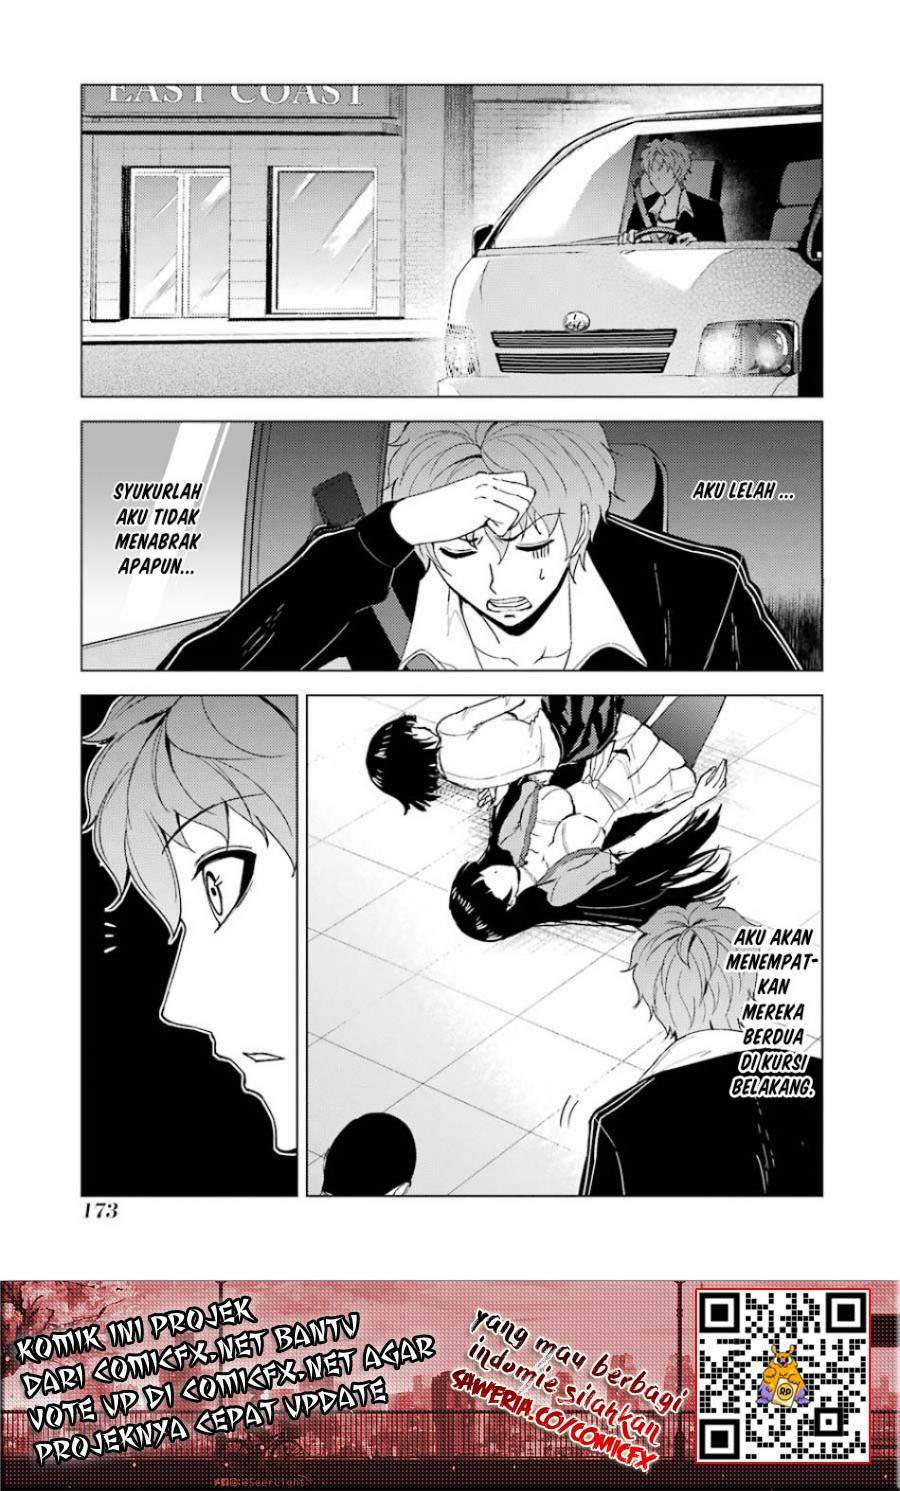 EAST COAST
AKU LELAH ...
SYUKURLAH
AKU TIDAK
MENABRAK
APAPUN...
AKU AKAN
MENEMPAT-
KAN
MEREKA
BERDUA
DI KURSI
BELAKANG.
173
KOMIK INI PROJEK
DARI COMICFX.NET BANTU
VOTE UP DI COMICFX.NET AGAR
PROJEKNYA CEPAT UPDATE
yang mau berbagi
indomie silahkan
SAWERIA.CO/COMICFX
RP
@SeerLight